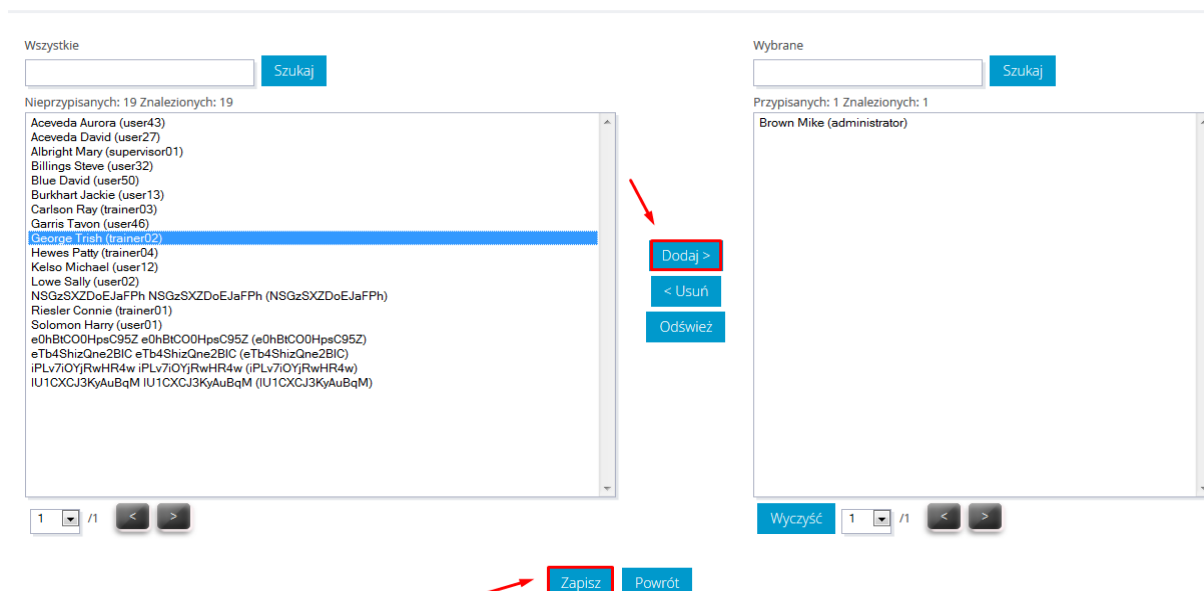 Wszystkie
Szukaj
Nieprzypisanych: 19 Znalezionych: 19
Aceveda Aurora (user43)
Aceveda David (user27)
Albright Mary (supervisor01)
Billings Steve (user32)
Blue David (user50)
Burkhart Jackie (user13)
Carlson Ray (trainer03)
Garris Tavon (user46)
George Trish (trainer02)
Hewes Patty (trainer04)
Kelso Michael (user12)
Lowe Sally (user02)
NSGzSXZDoEJaFPh NSGzSXZDoEJaFPh (NSGzSXZDoEJaFPh)
Riesler Connie (trainer01)
Solomon Harry (user01)
e0hBtCO0HpsC95Z e0hBtCO0HpsC95Z (e0hBtCO0HpsC95Z)
eTb4ShizQne2BIC eTb4ShizQne2BIC (eTb4ShizQne2BIC)
iPLv7iOYjRwHR4w iPLv7iOYjRwHR4w (iPLv7iOYjRwHR4w)
IU1CXCJ3KyAuBqM IU1CXCJ3KyAuBqM (IU1CXCJ3KyAuBqM)
1 /1 < >
Dodaj >
< Usuń
Odśwież
Wybrane
Szukaj
Przypisanych: 1 Znalezionych: 1
Brown Mike (administrator)
Wyczyść 1 /1 < >
Zapisz Powrót